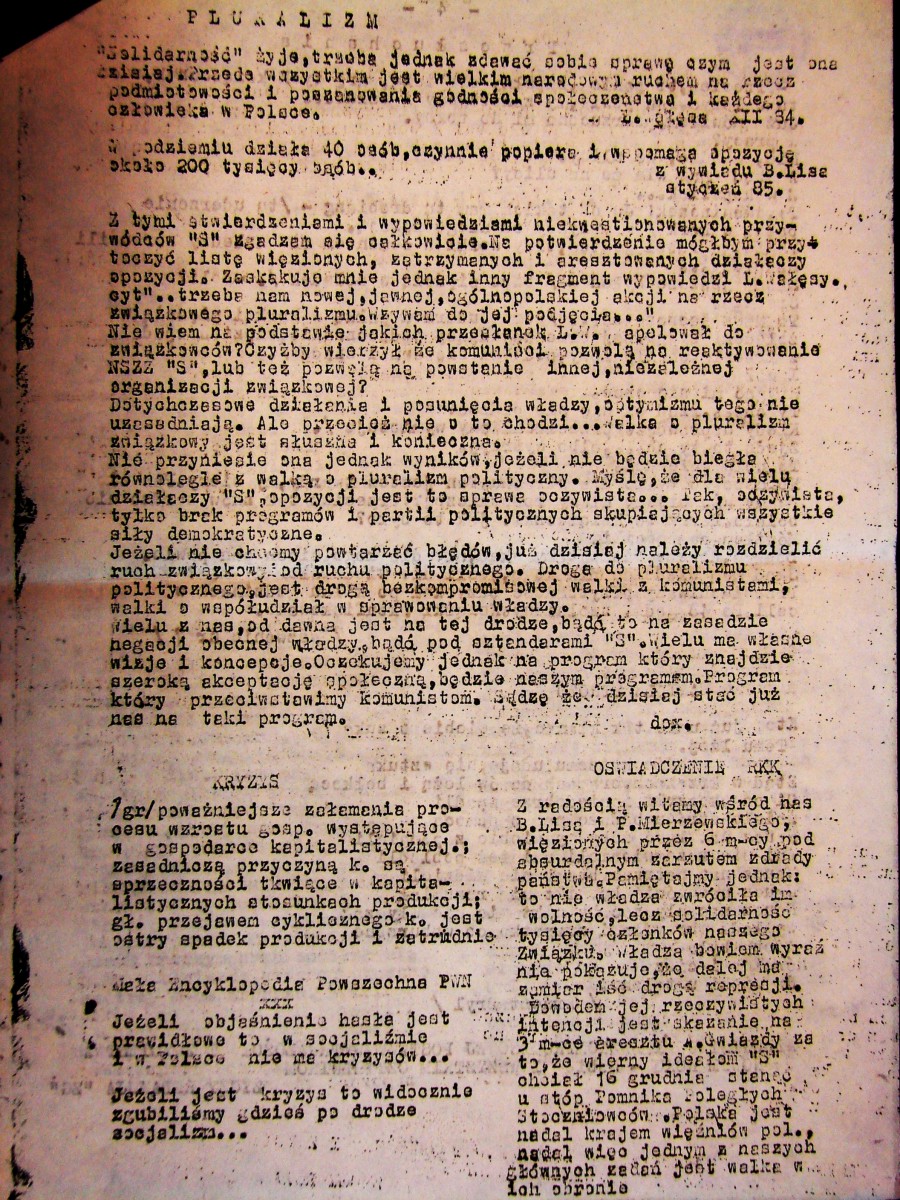 PLURALIZM
"Solidarność" żyje,trzeba jednak zdawać sobie sprawę czym jest ona
dzisiaj.Przede wszystkim jest wielkim narodowym ruchem na rzecz
podmiotowości i poszanowania godności społeczeństwa i każdego
człowieka w Polsce.
XII 84.
działa 40 osób,czynnie popiera i wspomaga opozycję
około 200 tysięcy osób..
z wywiadu B.Lisa
styczeń 85.
Z tymi stwierdzeniami i wypowiedziami niekwestionowanych przy-
wódców "S" zgadzam się całkowicie.Na potwierdzenie mógłbym przy-
toczyć listę więzionych, zatrzymanych i aresztowanych działaczy
opozycji. Zaskakuje mnie jednak inny fragment wypowiedzi L.Wałęsy.,
cyt"..trzeba nam nowej,jawnej,ogólnopolskiej akcji na rzecz
związkowego pluralizmu.Wzywam do jej podjęcia..."
Nie wiem na podstawie jakich przesłanek L.W. apelował do
związkowców?Czyżby wierzył że komuniści pozwolą na reaktywowanie
NSZZ "S",lub też pozwolą na powstanie innej,niezależnej
organizacji związkowej?
Dotychczasowe działania i posunięcia władzy,optymizmu tego nie
uzasadniają. Ale przecież nie o to chodzi...Walka o pluralizm
związkowy jest słuszna i konieczna.
Nie przyniesie ona jednak wyników,jeżeli nie będzie biegła
równolegle z walką o pluralizm polityczny. Myślę,że dla wielu
działaczy "S",opozycji jest to sprawa oczywista... Tak, oczywista,
tylko brak programów i partii politycznych skupiających wszystkie
siły demokratyczne.
Jeżeli nie chcemy powtarzać błędów,już dzisiaj należy rozdzielić
ruch związkowy od ruchu politycznego. Droga do pluralizmu
politycznego,jest drogą bezkompromisowej walki z komunistami,
walki o współudział w sprawowaniu władzy.
Wielu z nas,od dawna jest na tej drodze,bądź to na zasadzie
negacji obecnej władzy,bądź pod sztandarami "S".Wielu ma własne
wizje i koncepcje.Oczekujemy jednak na program który znajdzie
szeroką akceptację społeczną,będzie naszym programem.Program
który przeciwstawimy komunistom. Sądzę że dzisiaj stać już
nas na taki program.
dox.
KRYZYS
/gr/poważniejsze załamania pro-
cesu wzrostu gosp. występujące
w gospodarce kapitalistycznej.;
zasadniczą przyczyną k. są
sprzeczności tkwiące w kapita-
listycznych stosunkach produkcji;
gł. przejawem cyklicznego k. jest
ostry spadek produkcji i zatrudnie
Mała Encyklopedia Powszechna PWN
xxx
Jeżeli objaśnienie hasła jest
prawidłowe to w socjaliźmie
i w Polsce nie ma kryzysów...
Jeżeli jest kryzys to widocznie
zgubiliśmy gdzieś po drodze
socjalizm...
OSWIADCZENIE RKK
Z radością witamy wśród nas
B.Lisa i P.Mierzewskiego,
więzionych przez 6 m-cy pod
absurdalnym zarzutem zdrady
państwa.Pamiętajmy jednak:
to nie władza zwróciła im
wolność,lecz solidarność
tysięcy członków naszego
Związku. Władza bowiem wyraź
nie pokazuje,że dalej ma
zamiar iść drogą represji.
Dowodem jej rzeczywistych
intencji jest skazanie na
3 m-ce aresztu A.Gwiazdy za
to,że wierny ideałom "S"
chciał 16 grudnia stanąć
u stóp Pomnika Poległych
Stoczniowców.Polska jest
nadal krajem więźniów pol.,
nadal więc jednym z naszych
głównych zadań jest walka w
ich obronie